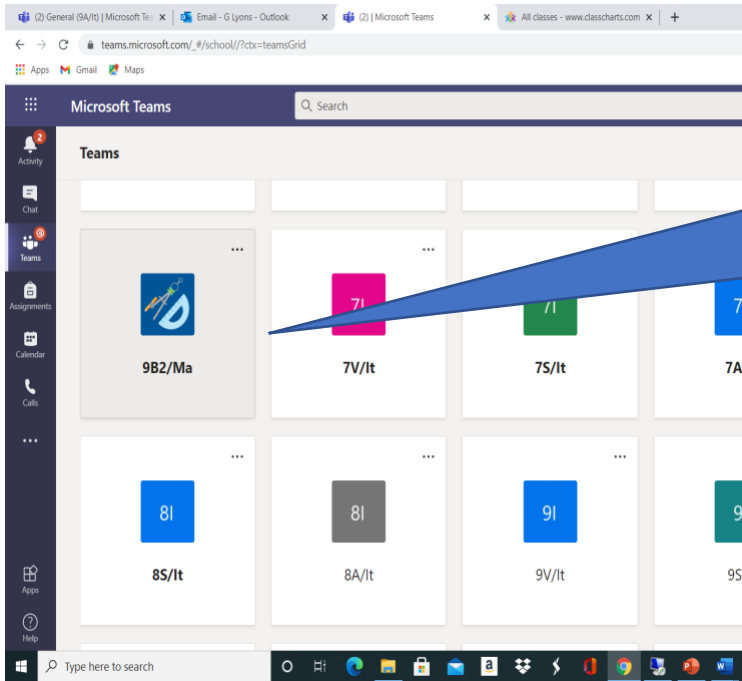 (2) General (9A/It) | Microsoft Tea
Email - G Lyons - Outlook
(2) | Microsoft Teams
All classes - www.classcharts.com
teams.microsoft.com/_#/school//?ctx=teamsGrid
Apps
Gmail
Maps
Microsoft Teams
Search
2
Activity
Teams
Chat
@
Teams
Assignments
Calendar
Calls
...
Apps
Help
...
9B2/Ma
...
7I
7V/It
7I
7S/It
7
7A
...
8I
8S/It
...
8I
8A/It
...
9I
9V/It
9
9S
Type here to search